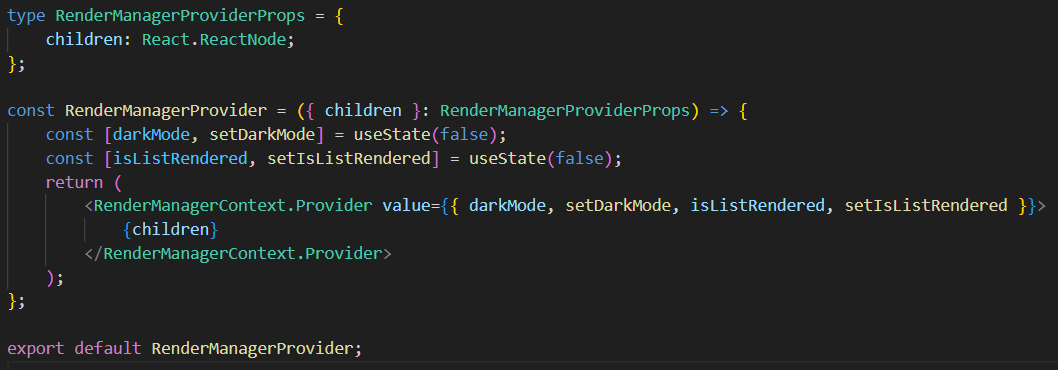 type RenderManagerProviderProps = {
    children: React.ReactNode;
};

const RenderManagerProvider = ({ children }: RenderManagerProviderProps) => {
    const [darkMode, setDarkMode] = useState(false);
    const [isListRendered, setIsListRendered] = useState(false);
    return (
        <RenderManagerContext.Provider value={{ darkMode, setDarkMode, isListRendered, setIsListRendered }}>
            {children}
        </RenderManagerContext.Provider>
    );
};

export default RenderManagerProvider;